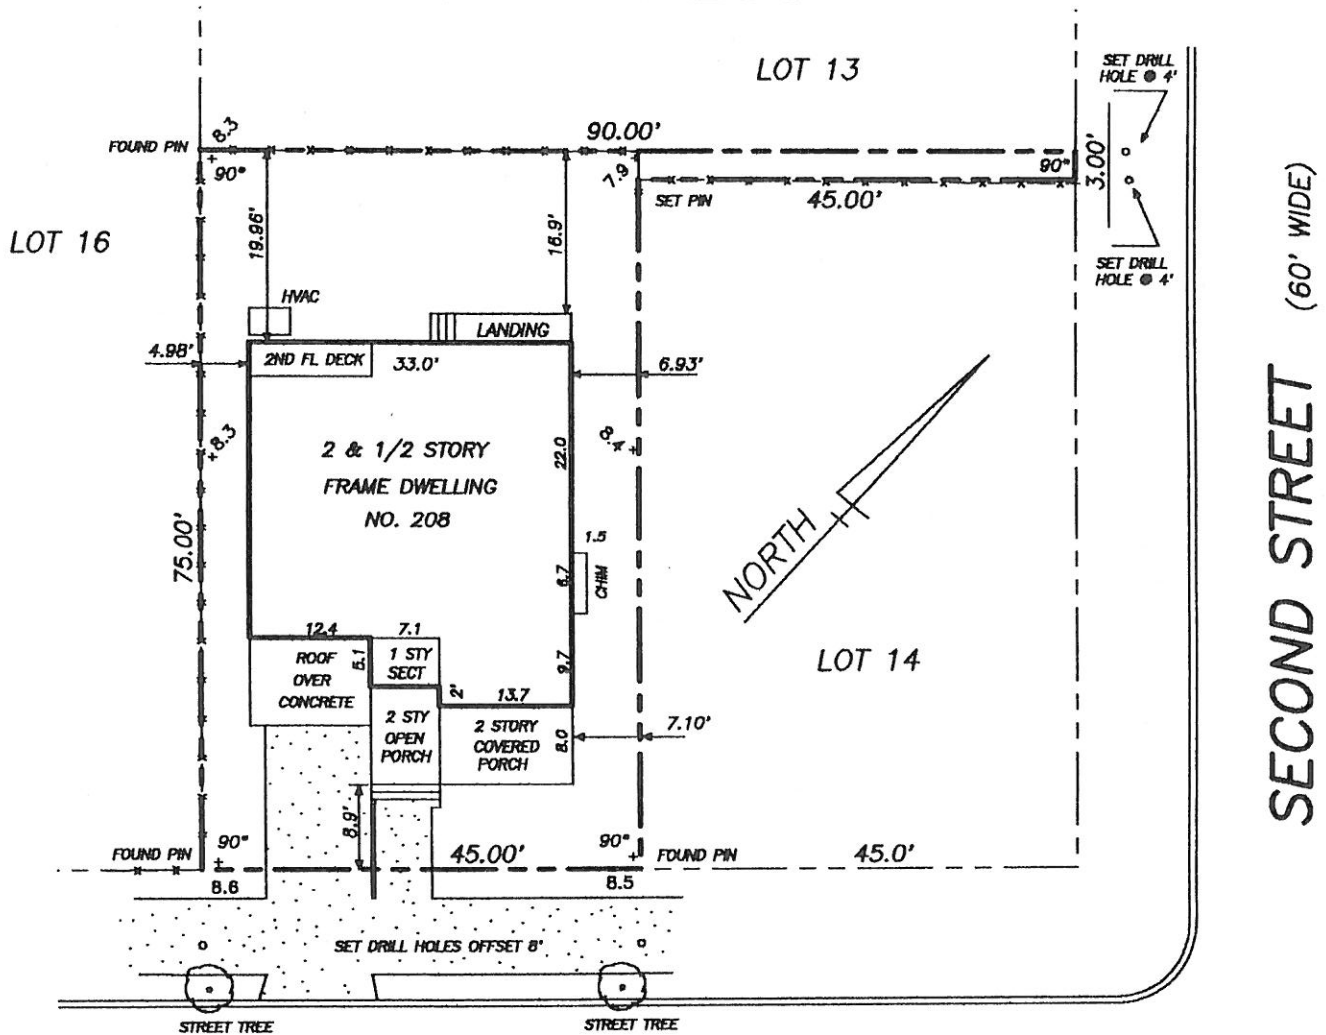 LOT 13
SET DRILL
HOLE @ 4'
FOUND PIN
8.3
90.00'
90°
7.9
90°
3.00'
SET PIN
45.00'
LOT 16
19.96'
16.9'
SET DRILL
HOLE @ 4'
(60' WIDE)
SECOND STREET
HVAC
LANDING
4.98'
2ND FL DECK
33.0'
6.93'
8.3
2 & 1/2 STORY
FRAME DWELLING
NO. 208
22.0
8.4
NORTH
75.00'
1.5
6.7
CHIM
12.4
7.1
5.1
1 STY
SECT
9.7
LOT 14
ROOF
OVER
CONCRETE
2'
13.7
2 STY
OPEN
PORCH
2 STORY
COVERED
PORCH
8.0
7.10'
8.9'
FOUND PIN
90°
45.00'
90°
FOUND PIN
45.0'
8.6
8.5
SET DRILL HOLES OFFSET 8'
STREET TREE
STREET TREE